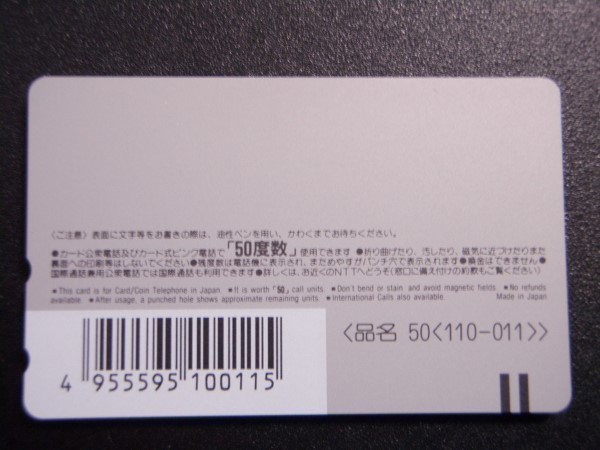 〈ご注意〉表面に文字等をお書きの際は、油性ペンを用い、かわくまでお待ちください。
●カード公衆電話及びカード式ピンク電話で「50度数」使用できます ●折り曲げたり、汚したり、磁気に近づけたりまた
裏面への印刷等はしないでください●残度数は電話機に表示され、まためやすがパンチ穴で表示されます●換金はできません●
国際通話兼用公衆電話では国際通話も利用できます●詳しくは、お近くのNTTへどうぞ(窓口に備え付けの約款もご覧ください)
■This card is for Card/Coin Telephone in Japan. ■It is worth「50」call units. ■Don't bend or stain and avoid magnetic fields. ■No refunds
available. ■After usage, a punched hole shows approximate remaining units. ■International Calls also available. Made in Japan
〈品名 50〈110-011〉〉
4 955595 100115